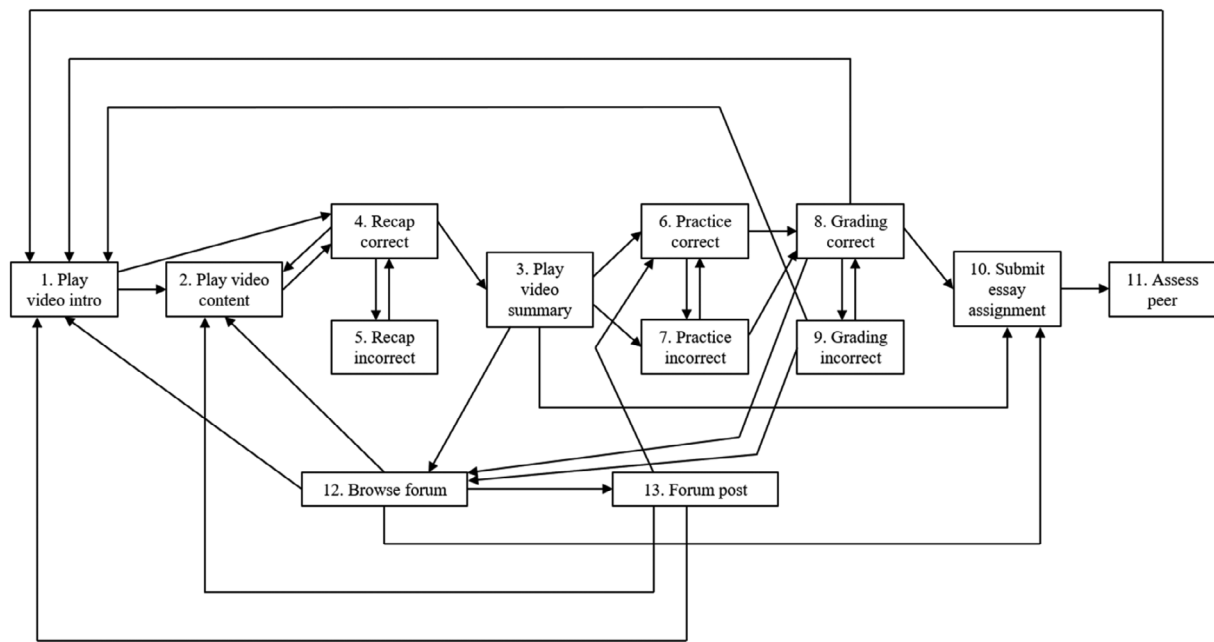 1. Play
video intro
2. Play video
content
4. Recap
correct
5. Recap
incorrect
3. Play
video
summary
6. Practice
correct
7. Practice
incorrect
8. Grading
correct
9. Grading
incorrect
10. Submit
essay
assignment
11. Assess
peer
12. Browse forum
13. Forum post